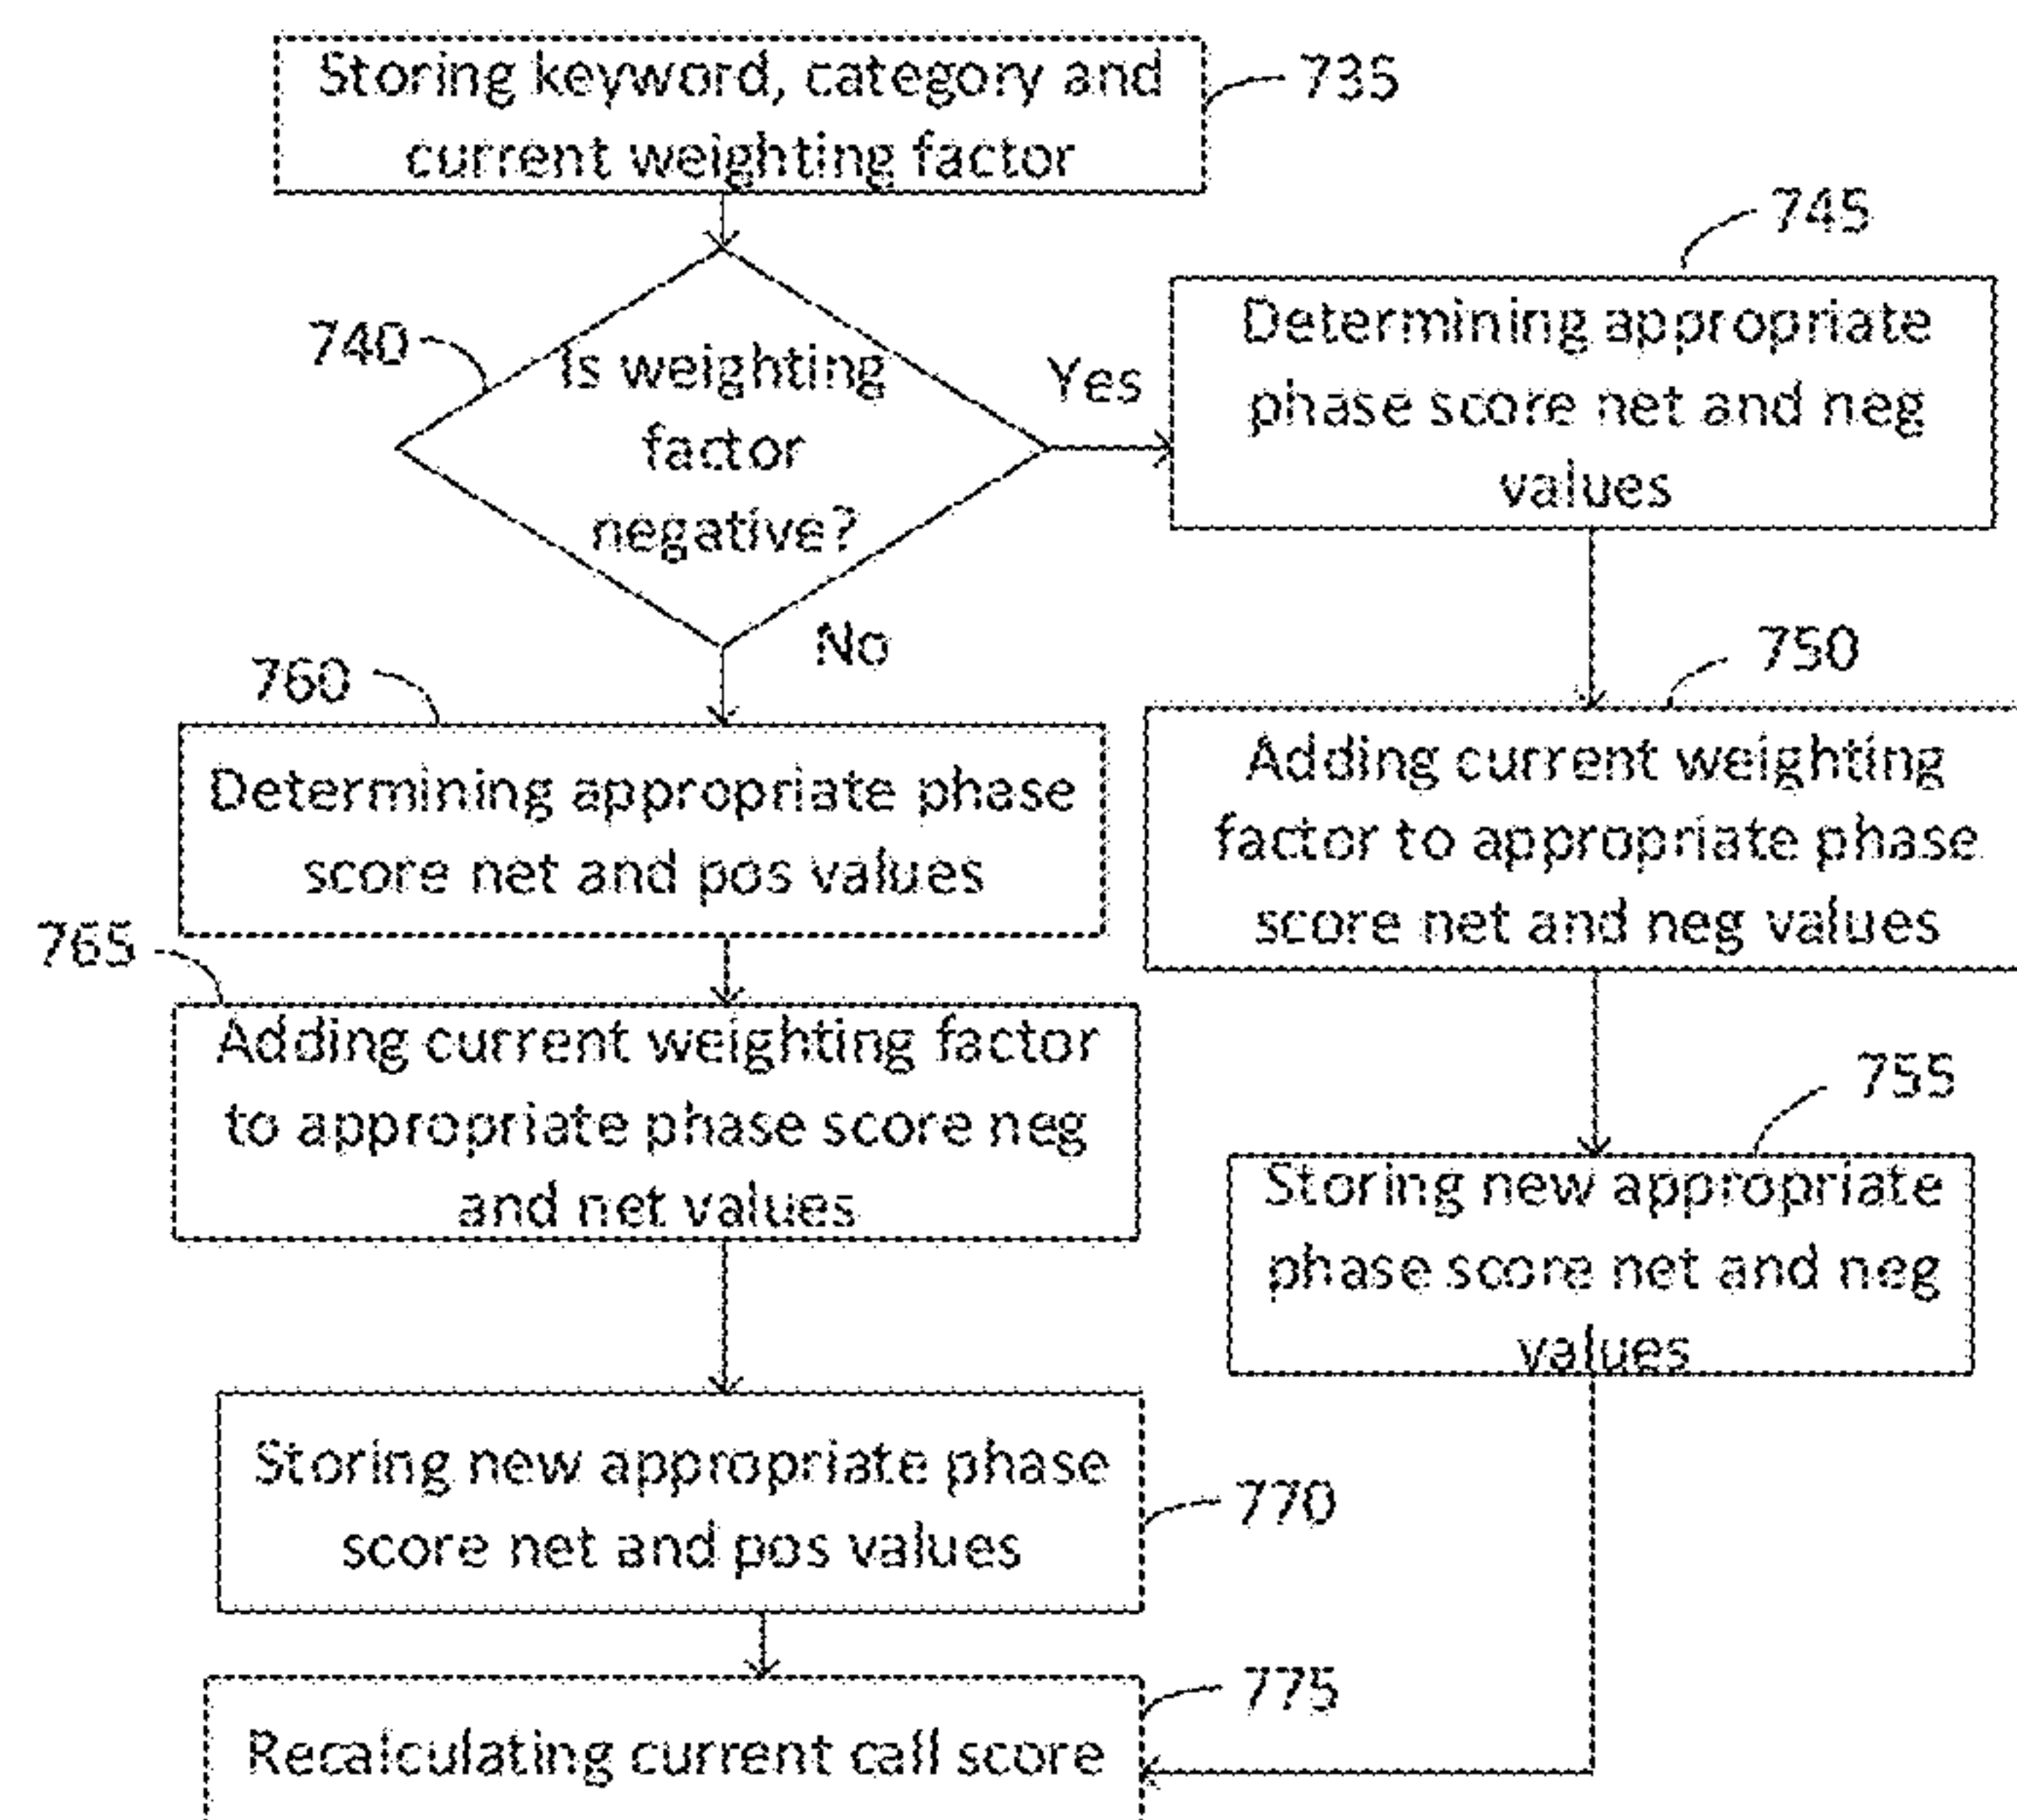 Storing keyword, category and
current weighting factor
735
740
Is weighting
factor
negative?
Yes
No
745
Determining appropriate
phase score net and neg
values
750
Adding current weighting
factor to appropriate phase
score net and neg values
755
Storing new appropriate
phase score net and neg
values
760
Determining appropriate phase
score net and pos values
765
Adding current weighting factor
to appropriate phase score neg
and net values
Storing new appropriate phase
score net and pos values
770
775
Recalculating current call score